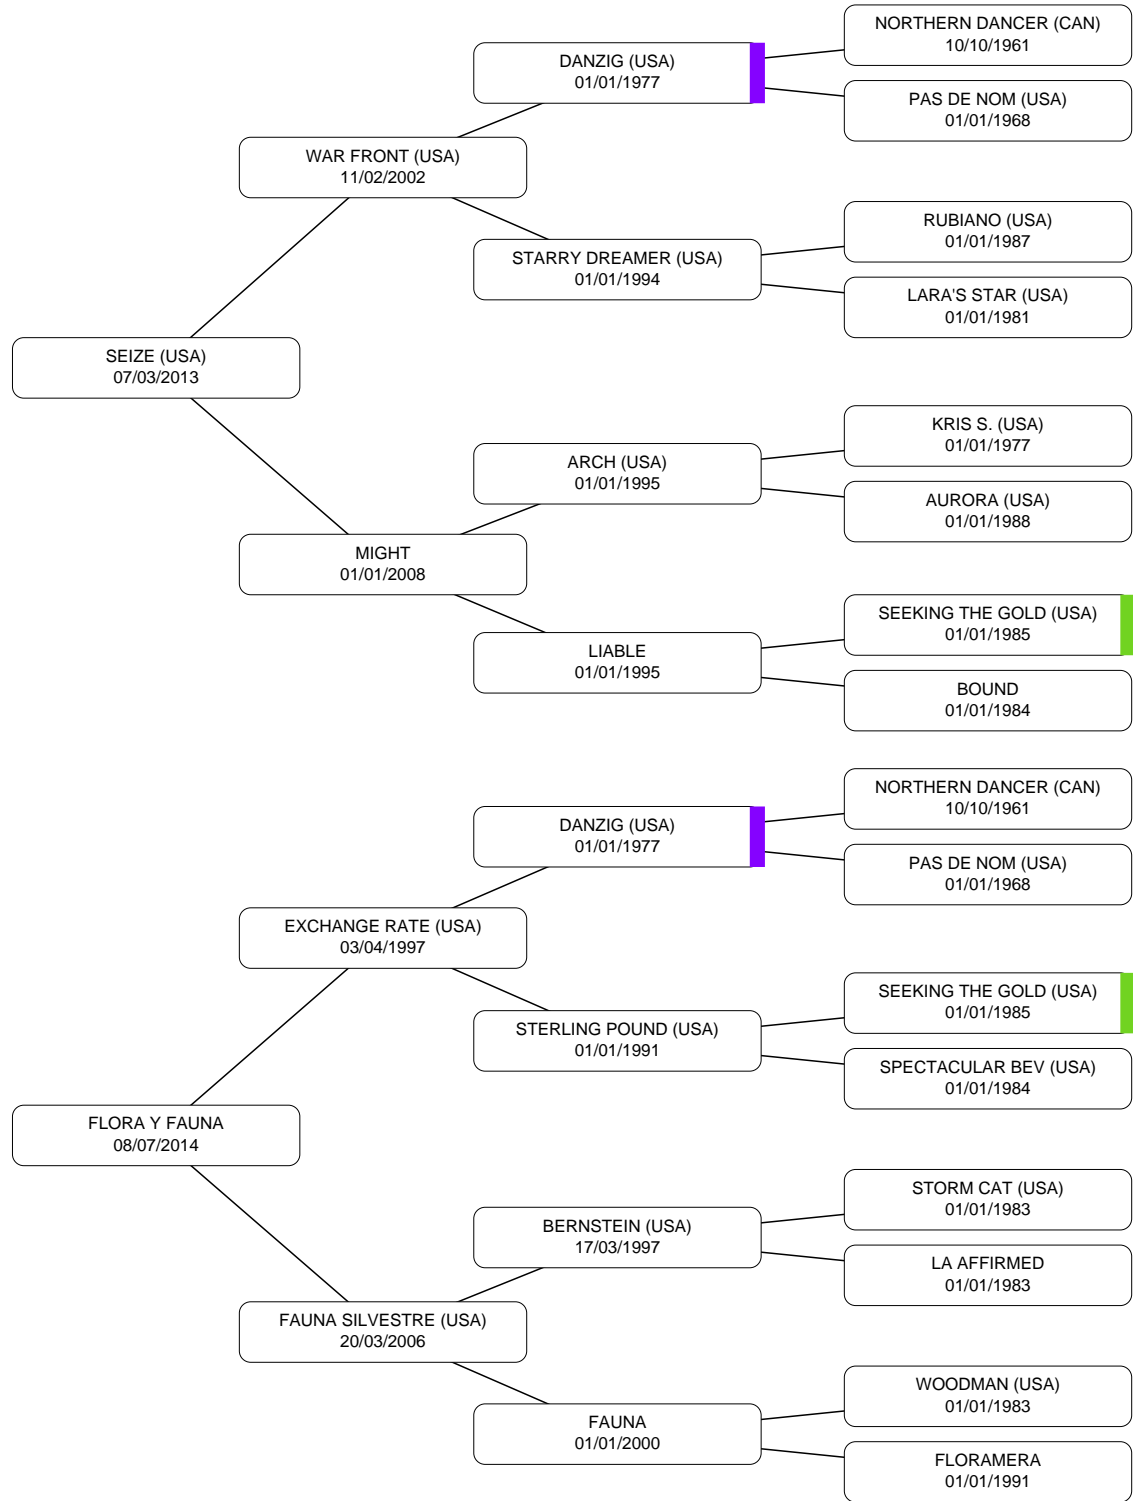 NORTHERN DANCER (CAN)
10/10/1961
DANZIG (USA)
01/01/1977
PAS DE NOM (USA)
01/01/1968
WAR FRONT (USA)
11/02/2002
RUBIANO (USA)
01/01/1987
STARRY DREAMER (USA)
01/01/1994
LARA'S STAR (USA)
01/01/1981
SEIZE (USA)
07/03/2013
KRIS S. (USA)
01/01/1977
ARCH (USA)
01/01/1995
AURORA (USA)
01/01/1988
MIGHT
01/01/2008
SEEKING THE GOLD (USA)
01/01/1985
LIABLE
01/01/1995
BOUND
01/01/1984
NORTHERN DANCER (CAN)
10/10/1961
DANZIG (USA)
01/01/1977
PAS DE NOM (USA)
01/01/1968
EXCHANGE RATE (USA)
03/04/1997
SEEKING THE GOLD (USA)
01/01/1985
STERLING POUND (USA)
01/01/1991
SPECTACULAR BEV (USA)
01/01/1984
FLORA Y FAUNA
08/07/2014
STORM CAT (USA)
01/01/1983
BERNSTEIN (USA)
17/03/1997
LA AFFIRMED
01/01/1983
FAUNA SILVESTRE (USA)
20/03/2006
WOODMAN (USA)
01/01/1983
FAUNA
01/01/2000
FLORAMERA
01/01/1991